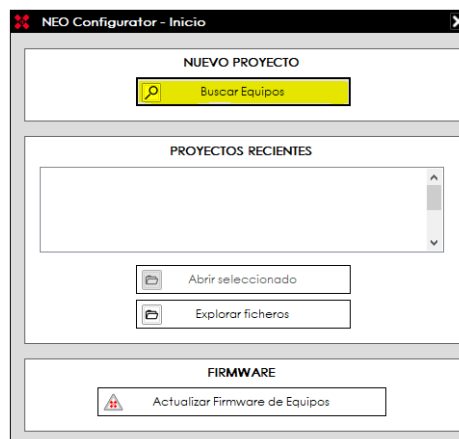 NEO Configurator - Inicio
NUEVO PROYECTO
Buscar Equipos
PROYECTOS RECIENTES
Abrir seleccionado
Explorar ficheros
FIRMWARE
Actualizar Firmware de Equipos